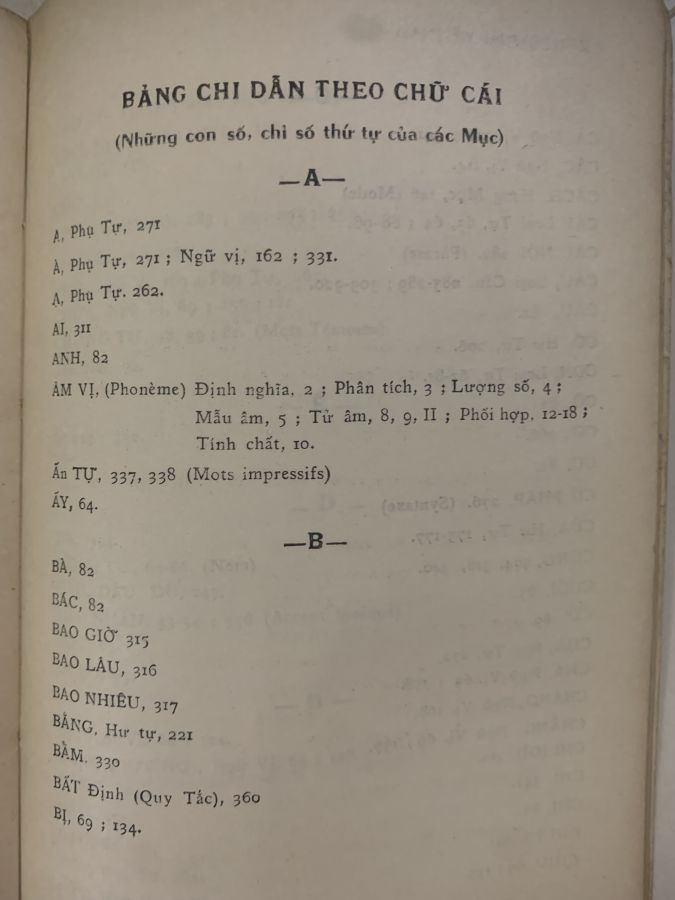 BẢNG CHI DẪN THEO CHỮ CÁI
(Những con số, chỉ số thứ tự của các Mục)
—A—
A, Phụ Tự, 271
À, Phụ Tự, 271 ; Ngữ vị, 162 ; 331.
Ạ, Phụ Tự. 262.
AI, 311
ANH, 82
ÂM VỊ, (Phonème) Định nghĩa. 2 ; Phân tích, 3 ; Lượng số, 4 ;
Mẫu âm, 5 ; Tử âm, 8, 9, II ; Phối hợp. 12-18 ;
Tính chất, 10.
Ấn TỰ, 337, 338 (Mots impressifs)
ẤY, 64.
—B—
BÀ, 82
BÁC, 82
BAO GIỜ 315
BAO LÂU, 316
BAO NHIÊU, 317
BẰNG, Hư tự, 221
BẦM. 330
BẤT Định (Quy Tắc), 360
BỊ, 69 ; 134.